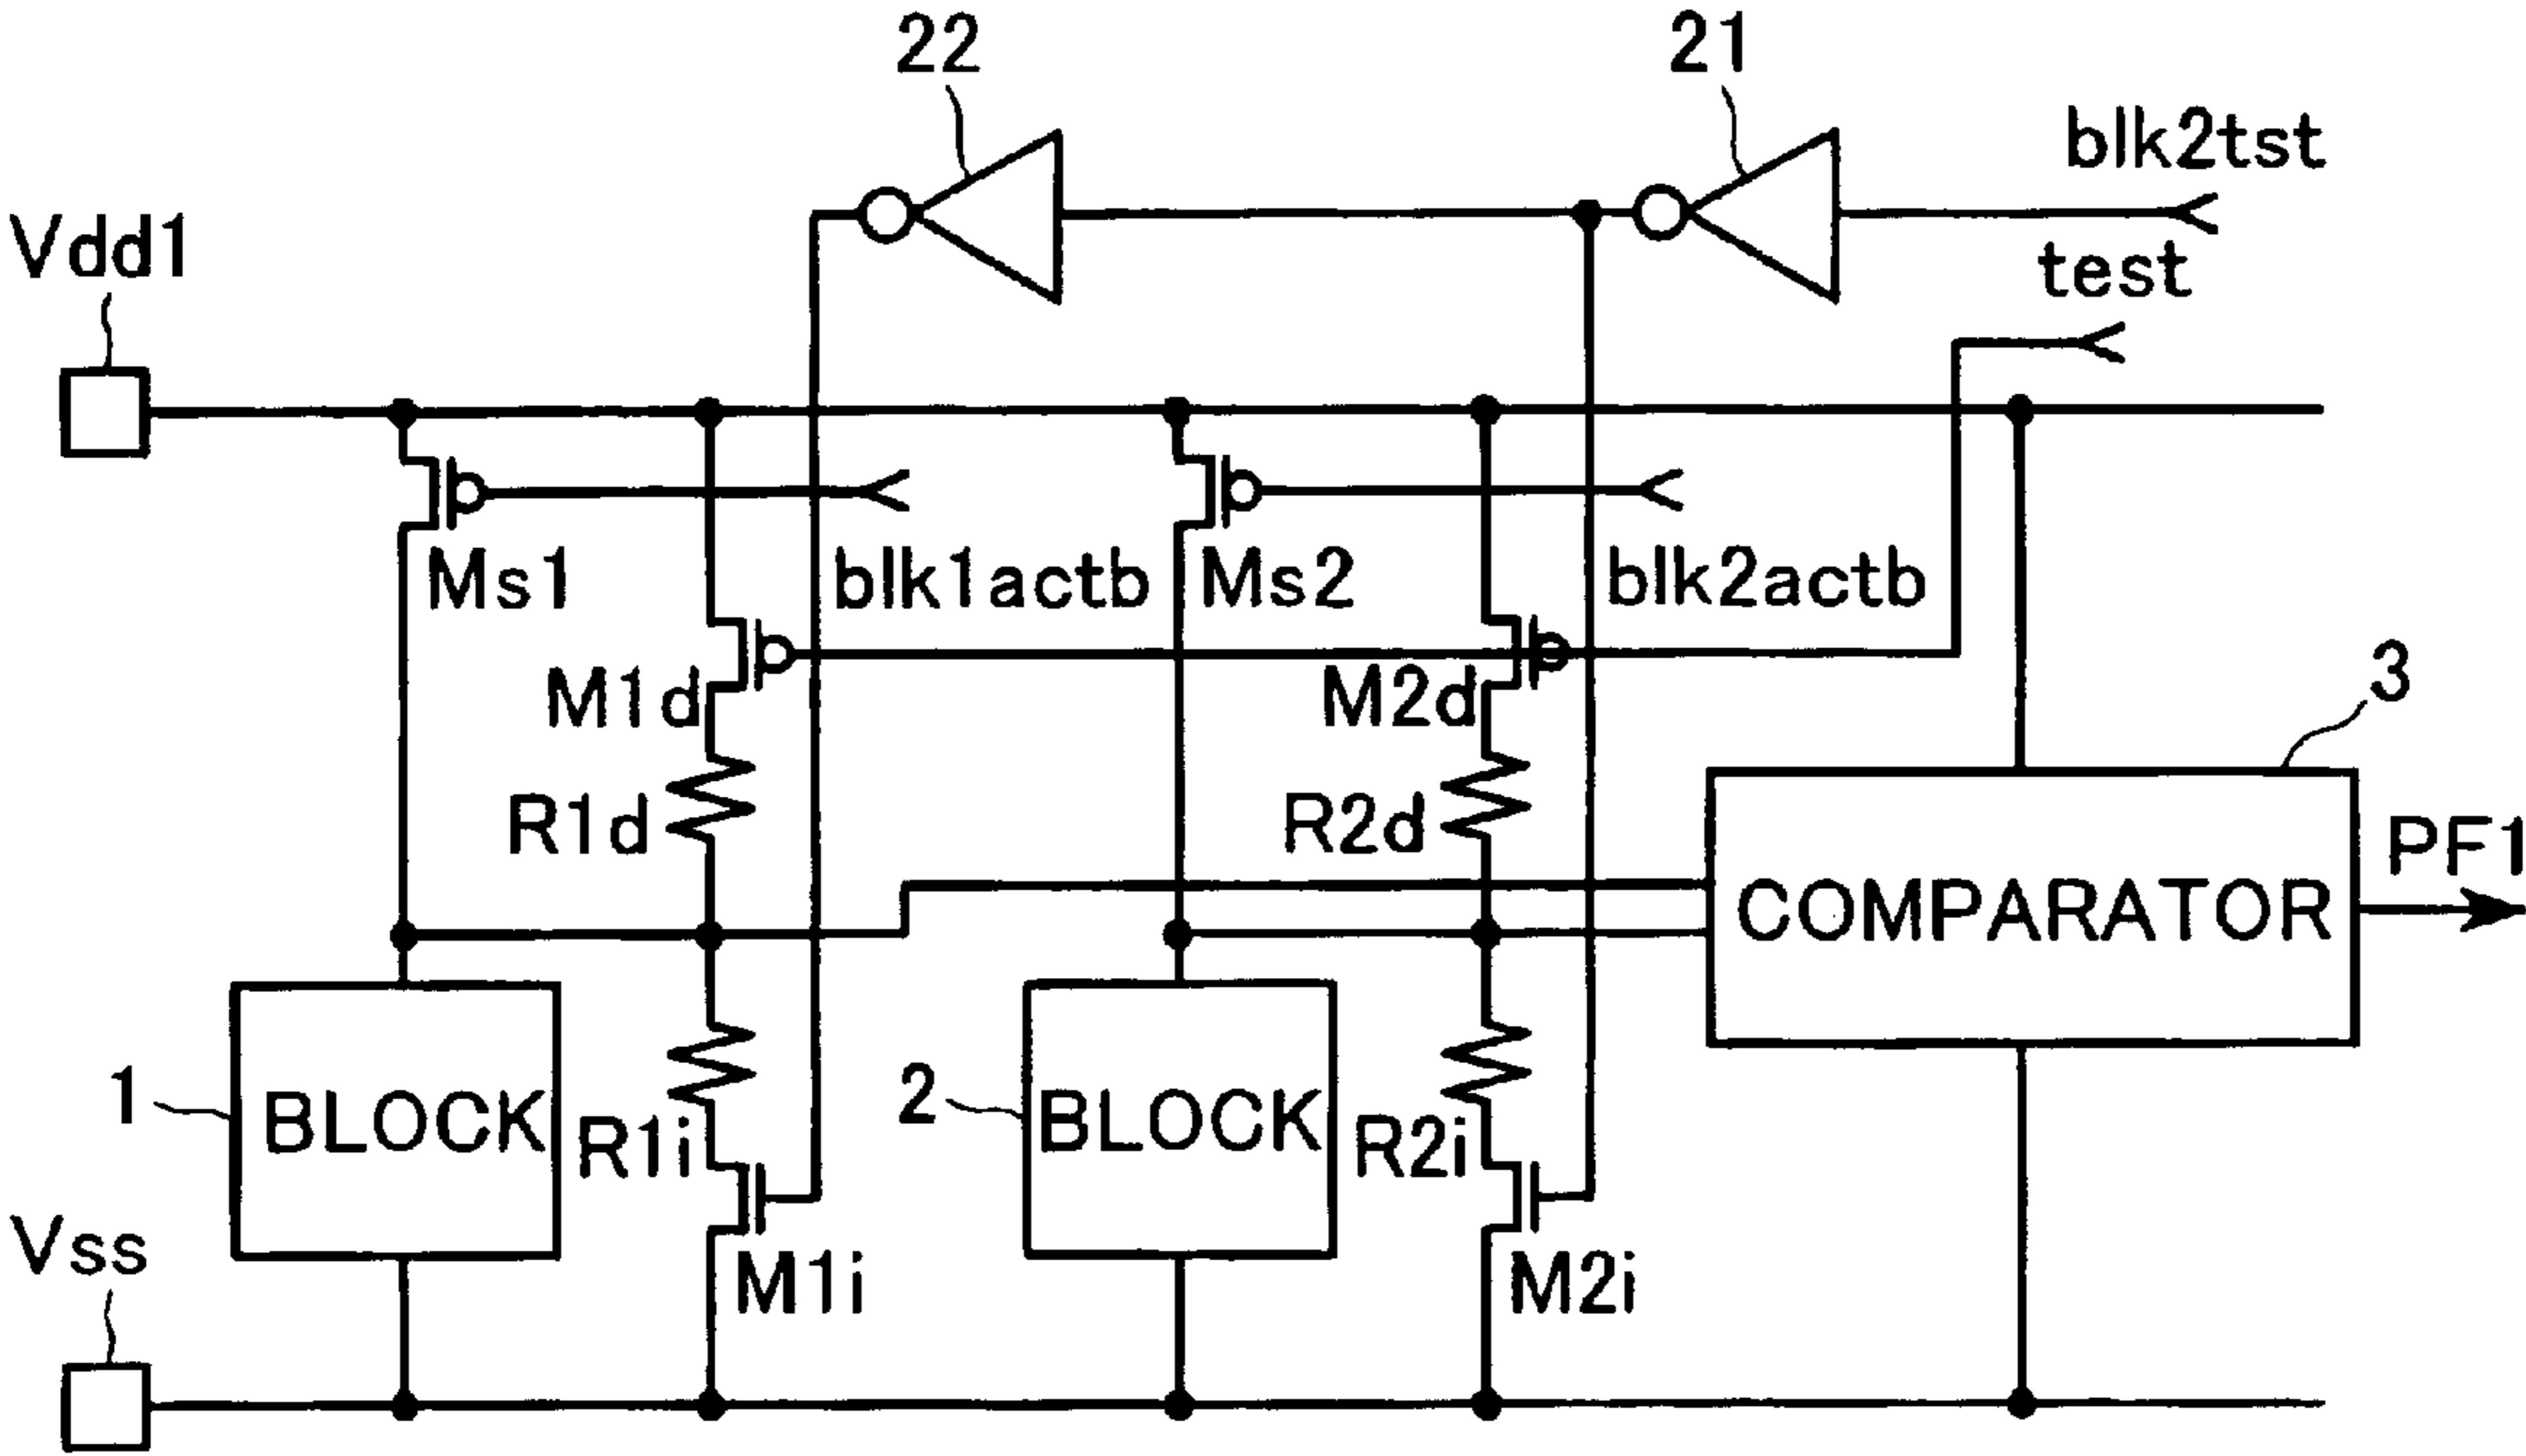 22
21
blk2tst
Vdd1
test
Ms1
blk1actb
Ms2
blk2actb
M1d
M2d
3
R1d
R2d
PF1
COMPARATOR
1
BLOCK
R1i
2
BLOCK
R2i
Vss
M1i
M2i